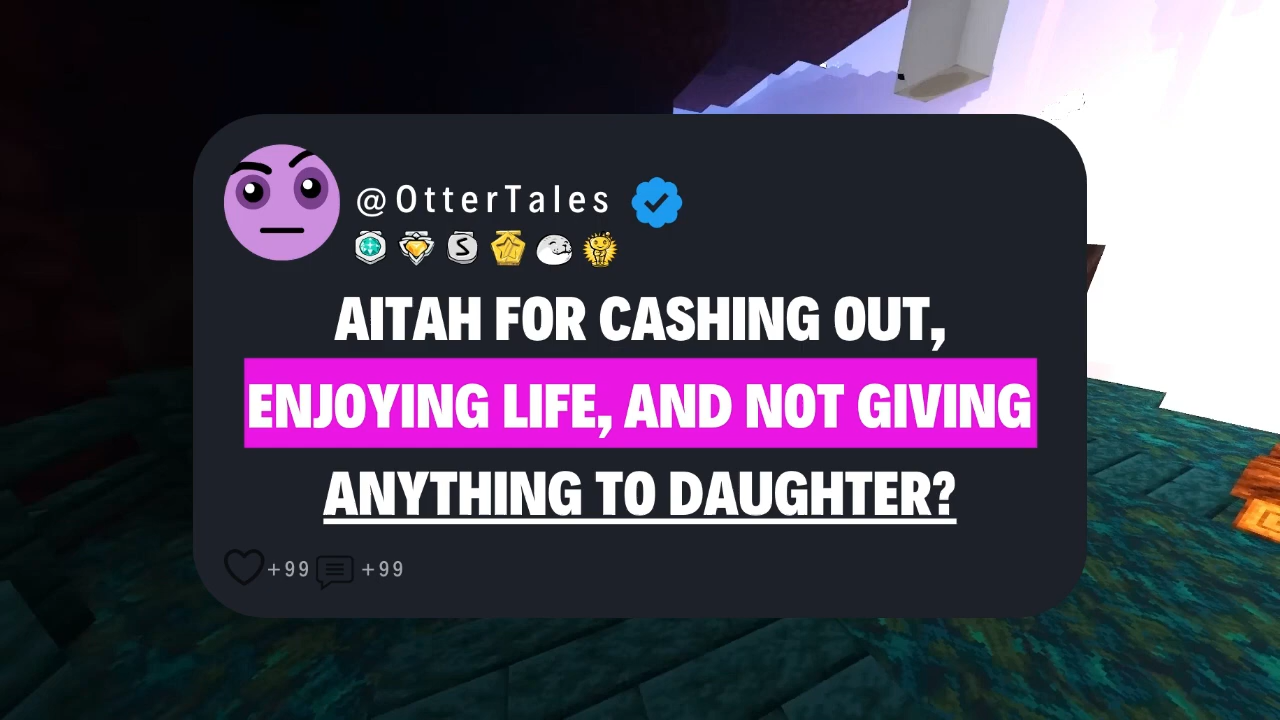 @OtterTales
AITAH FOR CASHING OUT,
ENJOYING LIFE, AND NOT GIVING
ANYTHING TO DAUGHTER?
+99 +99